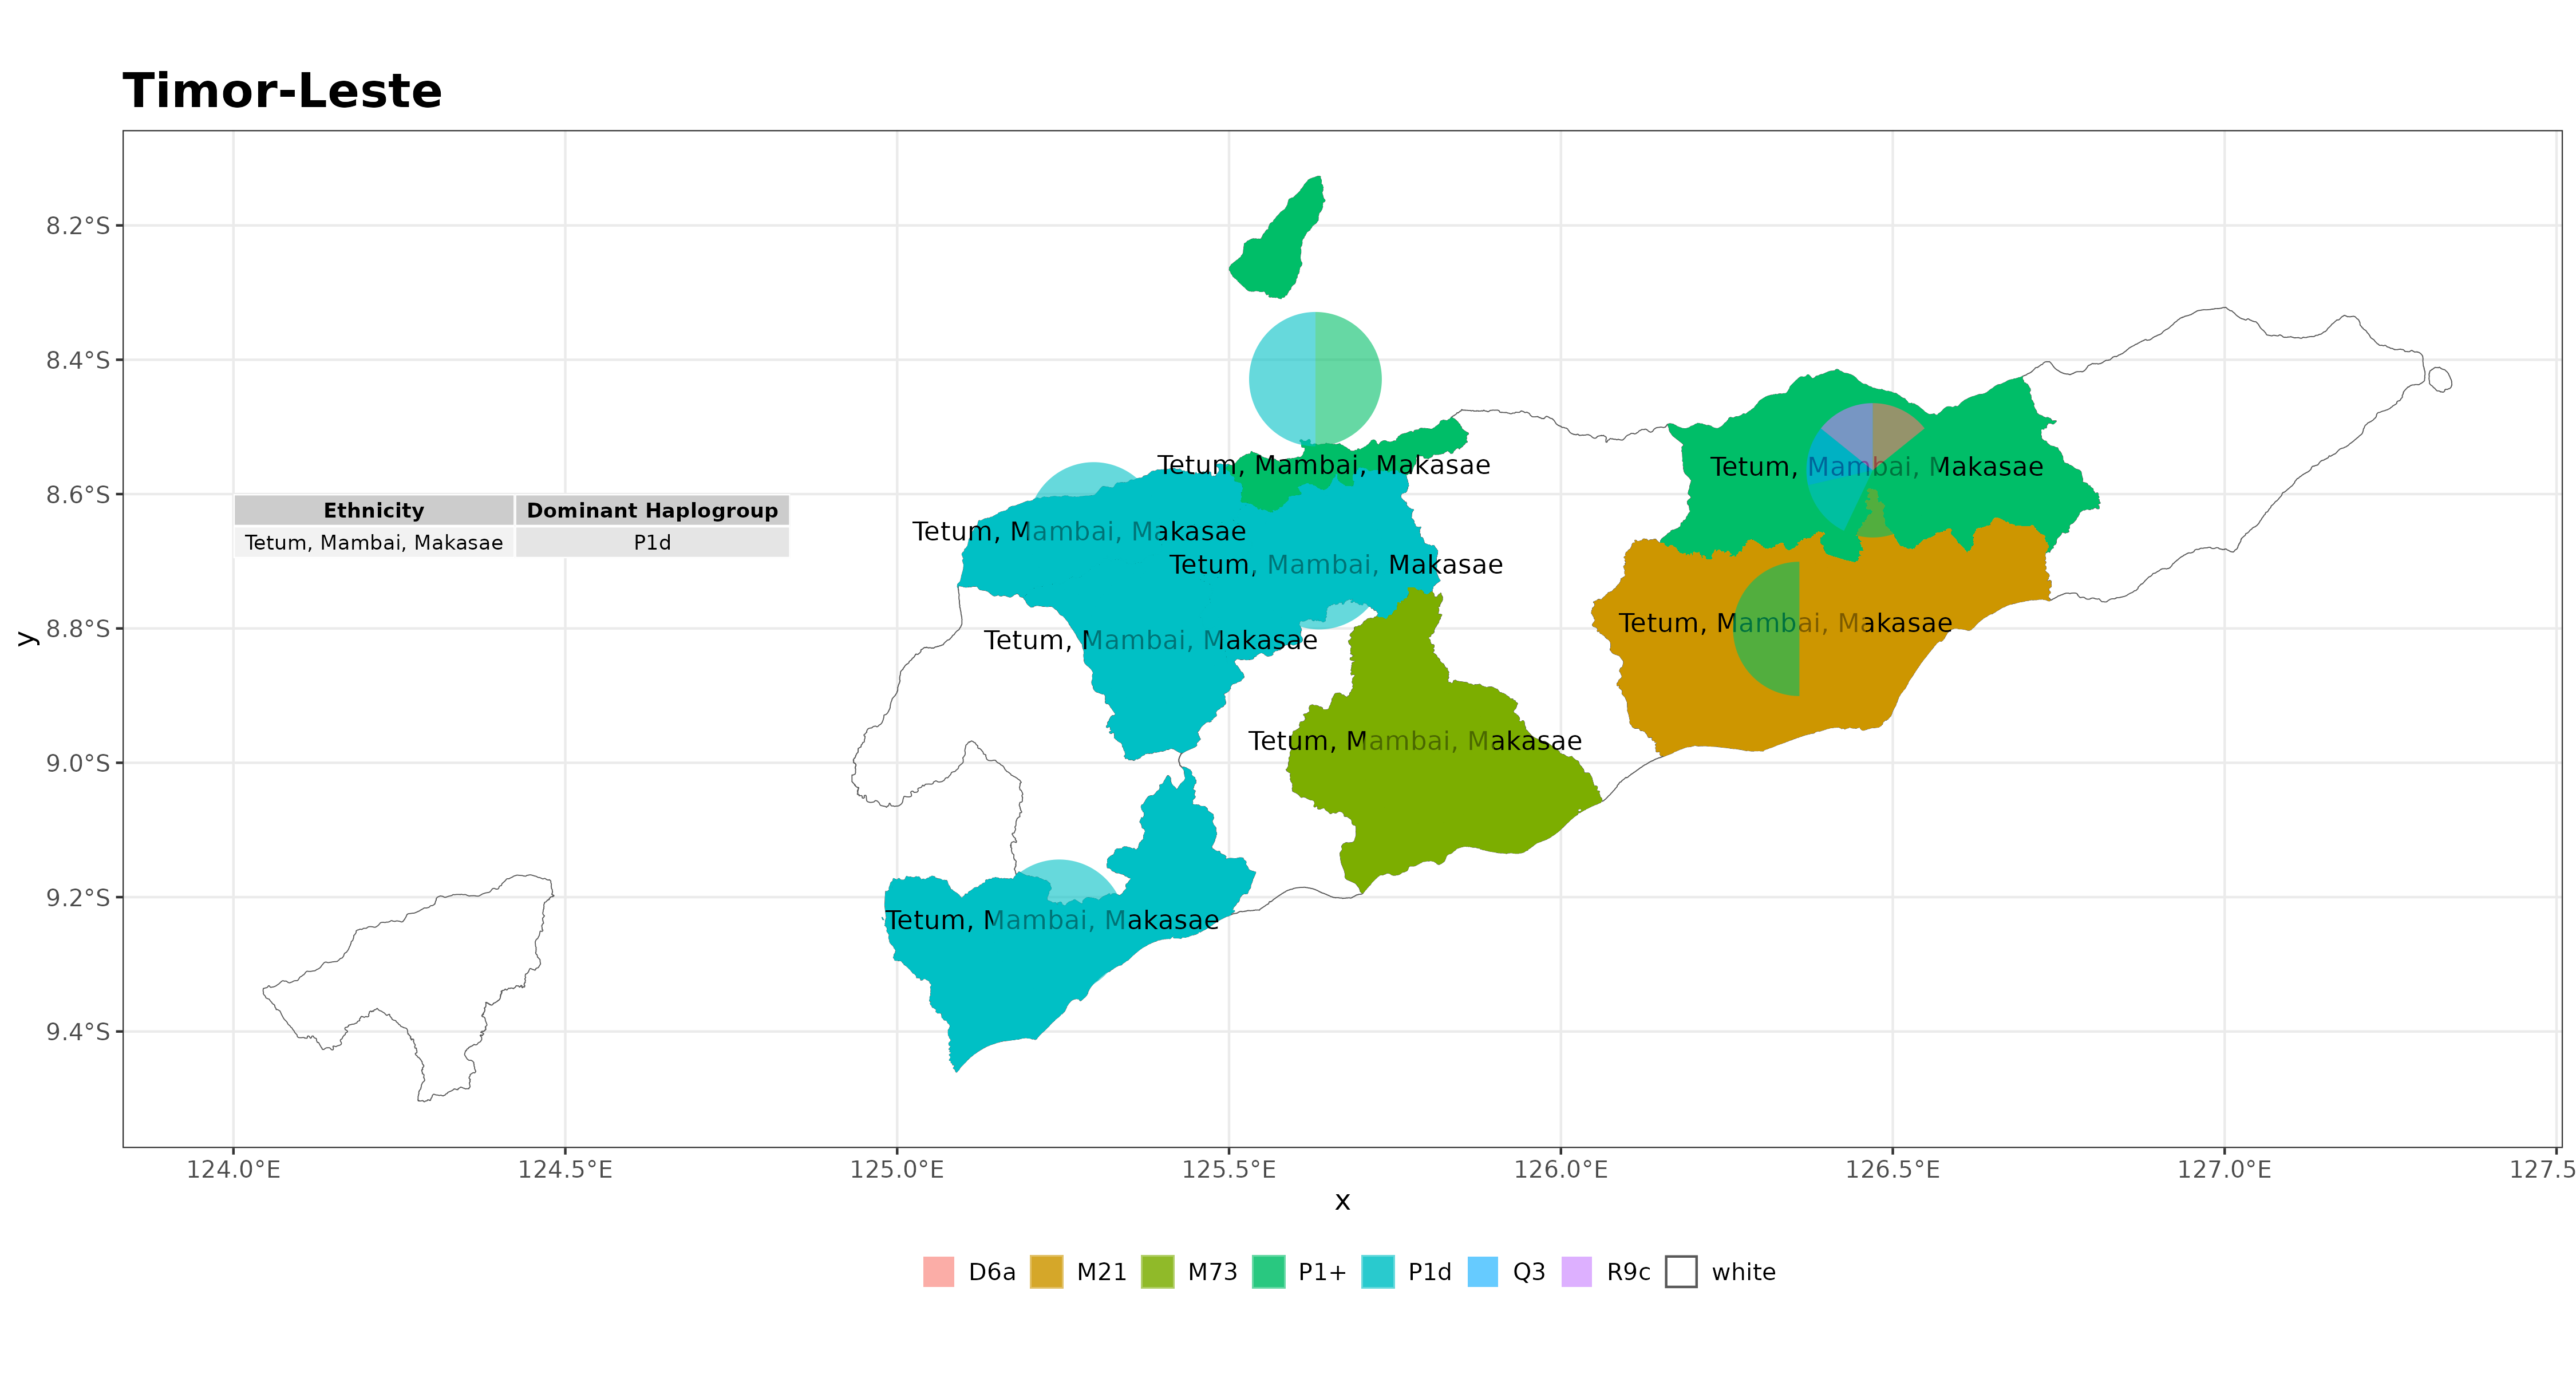 Timor-Leste
8.2°S
8.4°S
Tetum, Mambai, Makasae
Tetum, Mambai, Makasae
8.6°S
Ethnicity Dominant Haplogroup
Tetum, Mambai, Makasae P1d
Tetum, Mambai, Makasae
Tetum, Mambai, Makasae
Tetum, Mambai, Makasae
8.8°S
Tetum, Mambai, Makasae
y
Tetum, Mambai, Makasae
9.0°S
9.2°S
Tetum, Mambai, Makasae
9.4°S
124.0°E 124.5°E 125.0°E 125.5°E 126.0°E 126.5°E 127.0°E 127.5
x
D6a M21 M73 P1+ P1d Q3 R9c white